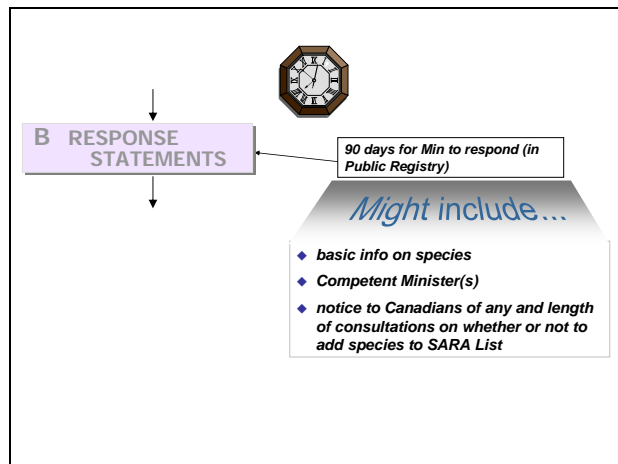 B RESPONSE
STATEMENTS
90 days for Min to respond (in
Public Registry)
Might include...
◆ basic info on species
◆ Competent Minister(s)
◆ notice to Canadians of any and length
of consultations on whether or not to
add species to SARA List